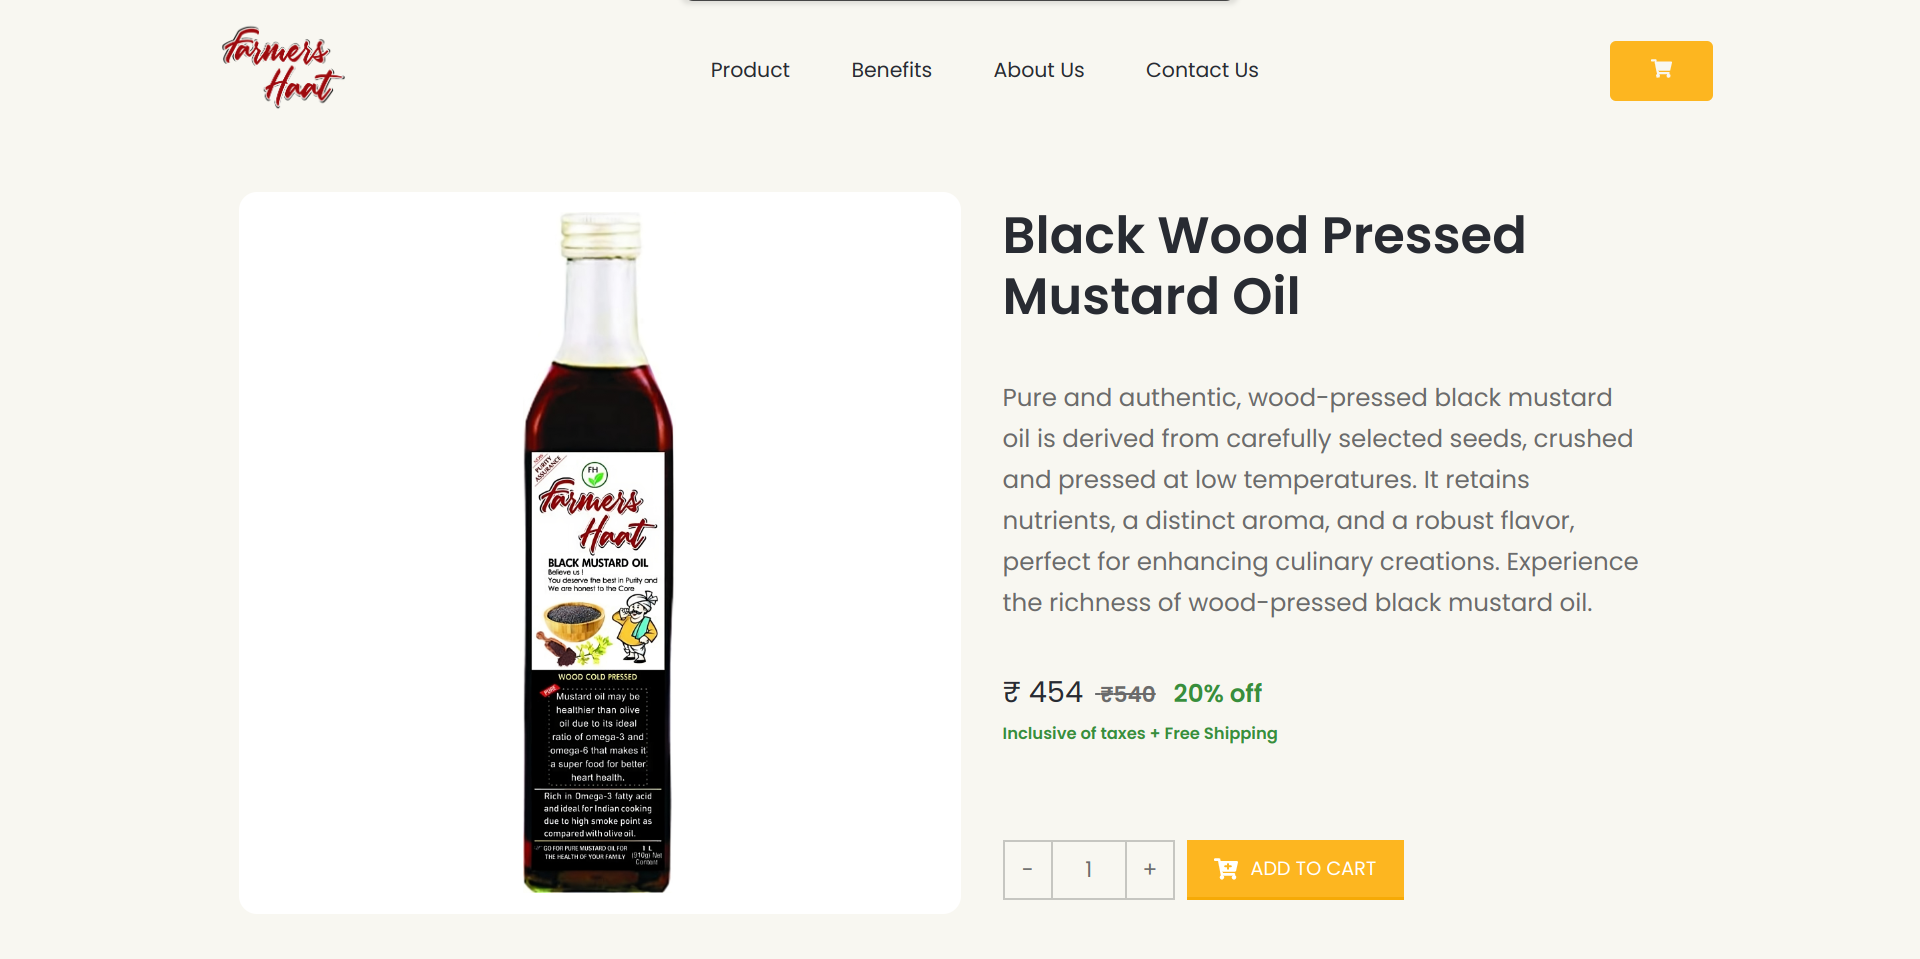 Farmers
Haat
Product
Benefits
About Us
Contact Us
Black Wood Pressed
Mustard Oil
Pure and authentic, wood-pressed black mustard
oil is derived from carefully selected seeds, crushed
and pressed at low temperatures. It retains
nutrients, a distinct aroma, and a robust flavor,
perfect for enhancing culinary creations. Experience
the richness of wood-pressed black mustard oil.
₹ 454 ₹540 20% off
Inclusive of taxes + Free Shipping
- 1 +
ADD TO CART
PURITY
ASSURANCE
FH
Farmers
Haat
BLACK MUSTARD OIL
Believe us !
You deserve the best in Purity and
We are honest to the Core
WOOD COLD PRESSED
PURE
Mustard oil may be
healthier than olive
oil due to its ideal
ratio of omega-3 and
omega-6 that makes it
a super food for better
heart health.
Rich in Omega-3 fatty acid
and ideal for Indian cooking
due to high smoke point as
compared with olive oil.
GO FOR PURE MUSTARD OIL FOR
THE HEALTH OF YOUR FAMILY
1 L
(910g) Net
Content